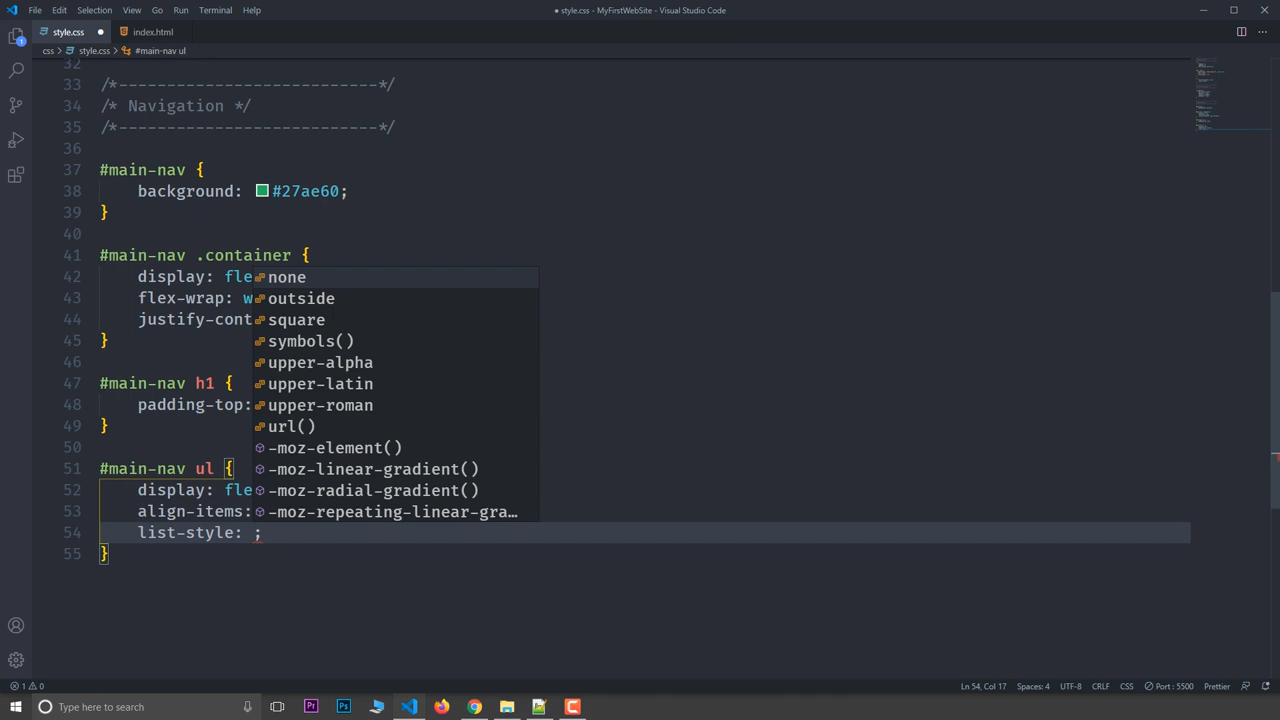 File Edit Selection View Go Run Terminal Help ● style.css - MyFirstWebSite - Visual Studio Code
style.css ● index.html
css > style.css > #main-nav ul
32
33 /*---------------------------*/
34 /* Navigation */
35 /*---------------------------*/
36
37 #main-nav {
38 background: #27ae60;
39 }
40
41 #main-nav .container {
42 display: fle
43 flex-wrap: w
44 justify-cont
45 }
46
47 #main-nav h1 {
48 padding-top:
49 }
50
51 #main-nav ul {
52 display: fle
53 align-items:
54 list-style: ;
55 }
none
outside
square
symbols()
upper-alpha
upper-latin
upper-roman
url()
-moz-element()
-moz-linear-gradient()
-moz-radial-gradient()
-moz-repeating-linear-gra…
1
1 0 Ln 54, Col 17 Spaces: 4 UTF-8 CRLF CSS Port : 5500 Prettier
Type here to search Pr Ps